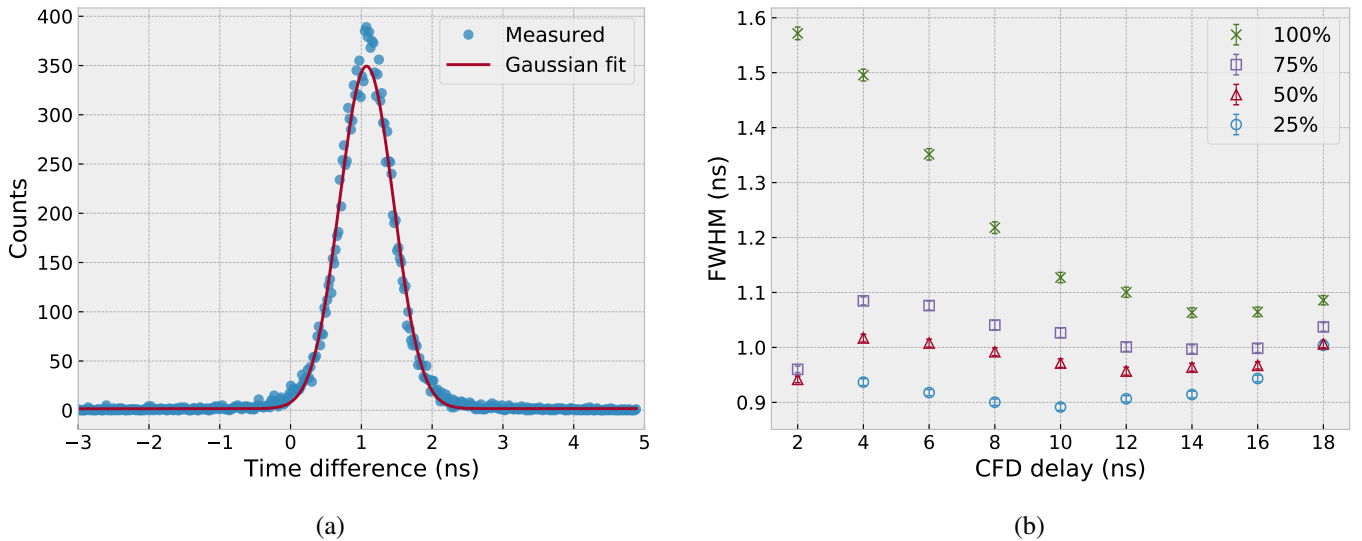 400
350
300
250
200
150
100
50
0
Counts
Measured
Gaussian fit
−3 −2 −1 0 1 2 3 4 5
Time difference (ns)
(a)
1.6
1.5
1.4
1.3
1.2
1.1
1.0
0.9
FWHM (ns)
100%
75%
50%
25%
2 4 6 8 10 12 14 16 18
CFD delay (ns)
(b)